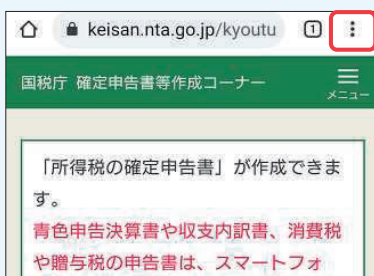 keisan.nta.go.jp/kyoutu 1
国税庁 確定申告書等作成コーナー
メニュー
「所得税の確定申告書」が作成できま
す。
青色申告決算書や収支内訳書、消費税
や贈与税の申告書は、スマートフォ